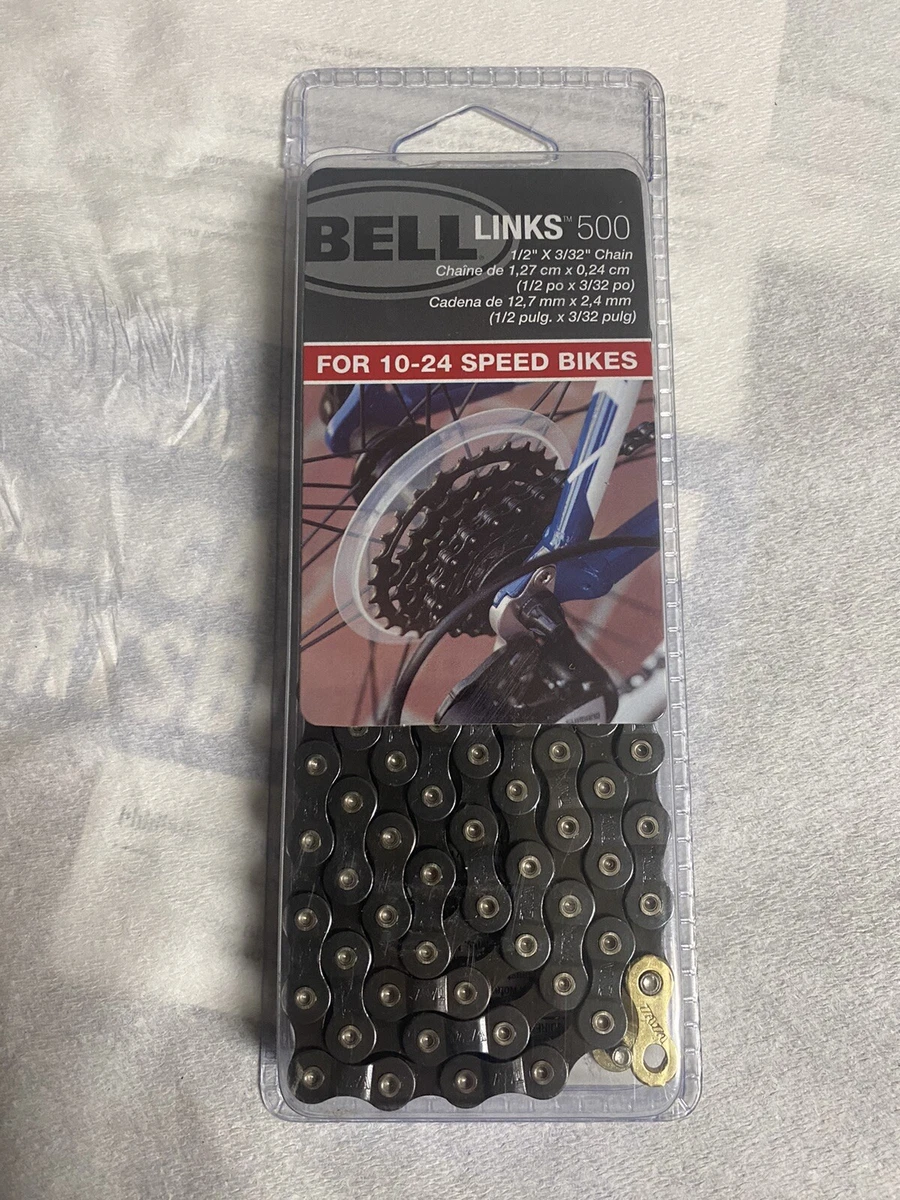 BELL LINKS™ 500
1/2" X 3/32" Chain
Chaîne de 1,27 cm x 0,24 cm
(1/2 po x 3/32 po)
Cadena de 12,7 mm x 2,4 mm
(1/2 pulg. x 3/32 pulg)
FOR 10-24 SPEED BIKES